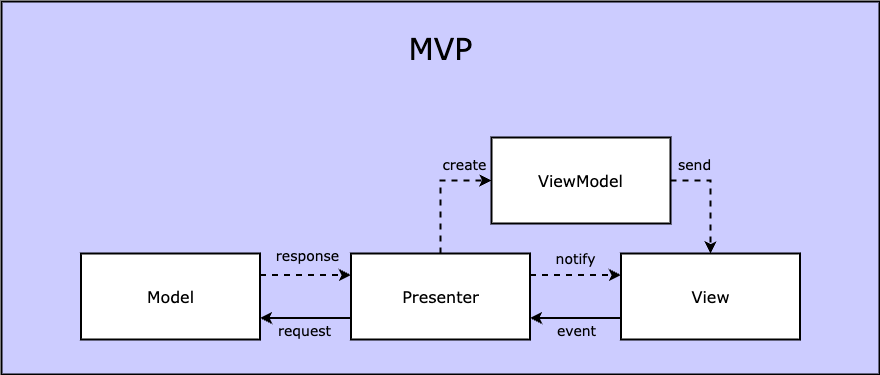 MVP
create
ViewModel
send
response
notify
Model
Presenter
View
request
event